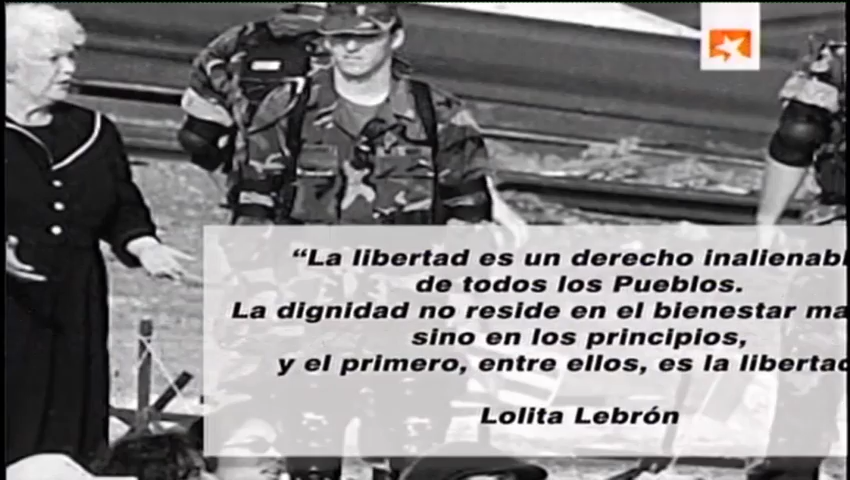 “La libertad es un derecho inalienabl
de todos los Pueblos.
La dignidad no reside en el bienestar ma
sino en los principios,
y el primero, entre ellos, es la libertad
Lolita Lebrón